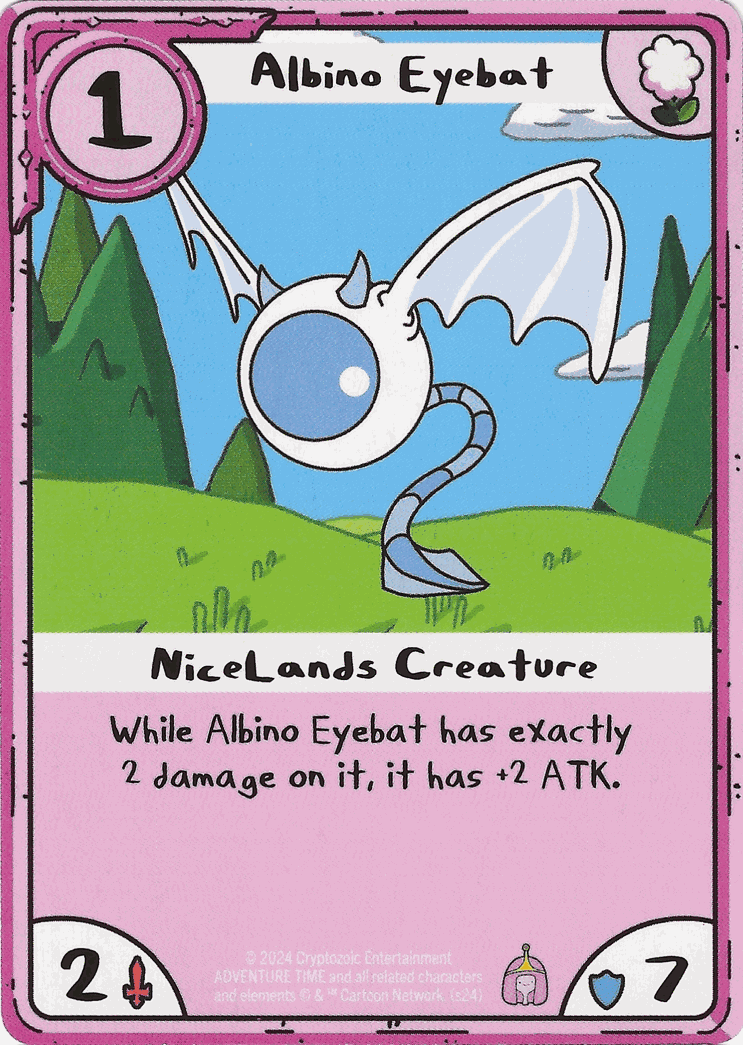 1
Albino Eyebat
NiceLands Creature
While Albino Eyebat has exactly
2 damage on it, it has +2 ATK.
2
© 2024 Cryptozoic Entertainment
ADVENTURE TIME and all related characters
and elements © & ™ Cartoon Network. (s24)
7